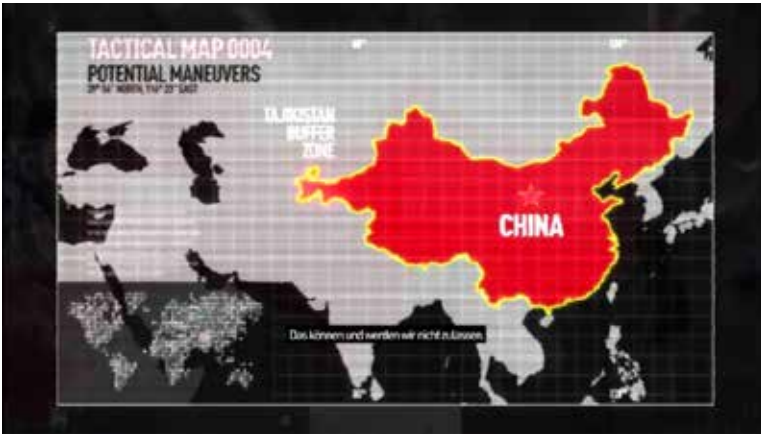 TACTICAL MAP 0004
POTENTIAL MANEUVERS
TAJIKISTAN
BUFFER
ZONE
CHINA
Das können und werden wir nicht zulassen.